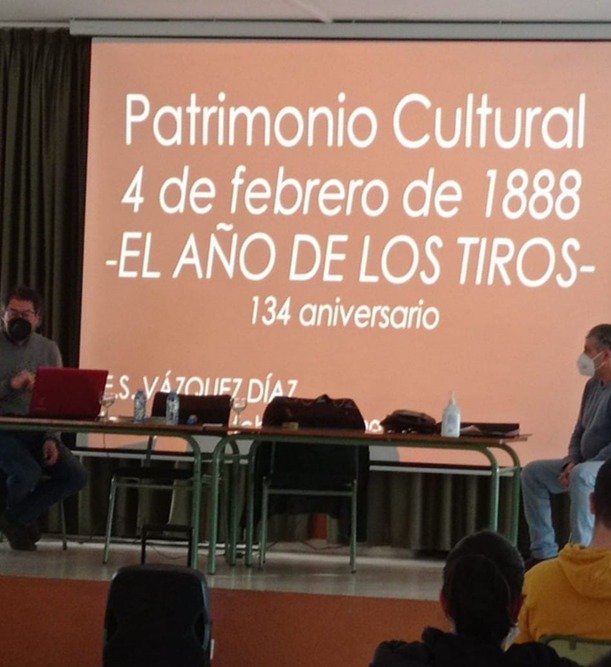 Patrimonio Cultural
4 de febrero de 1888
-EL AÑO DE LOS TIROS-
134 aniversario
E.S. VÁZQUEZ DÍAZ